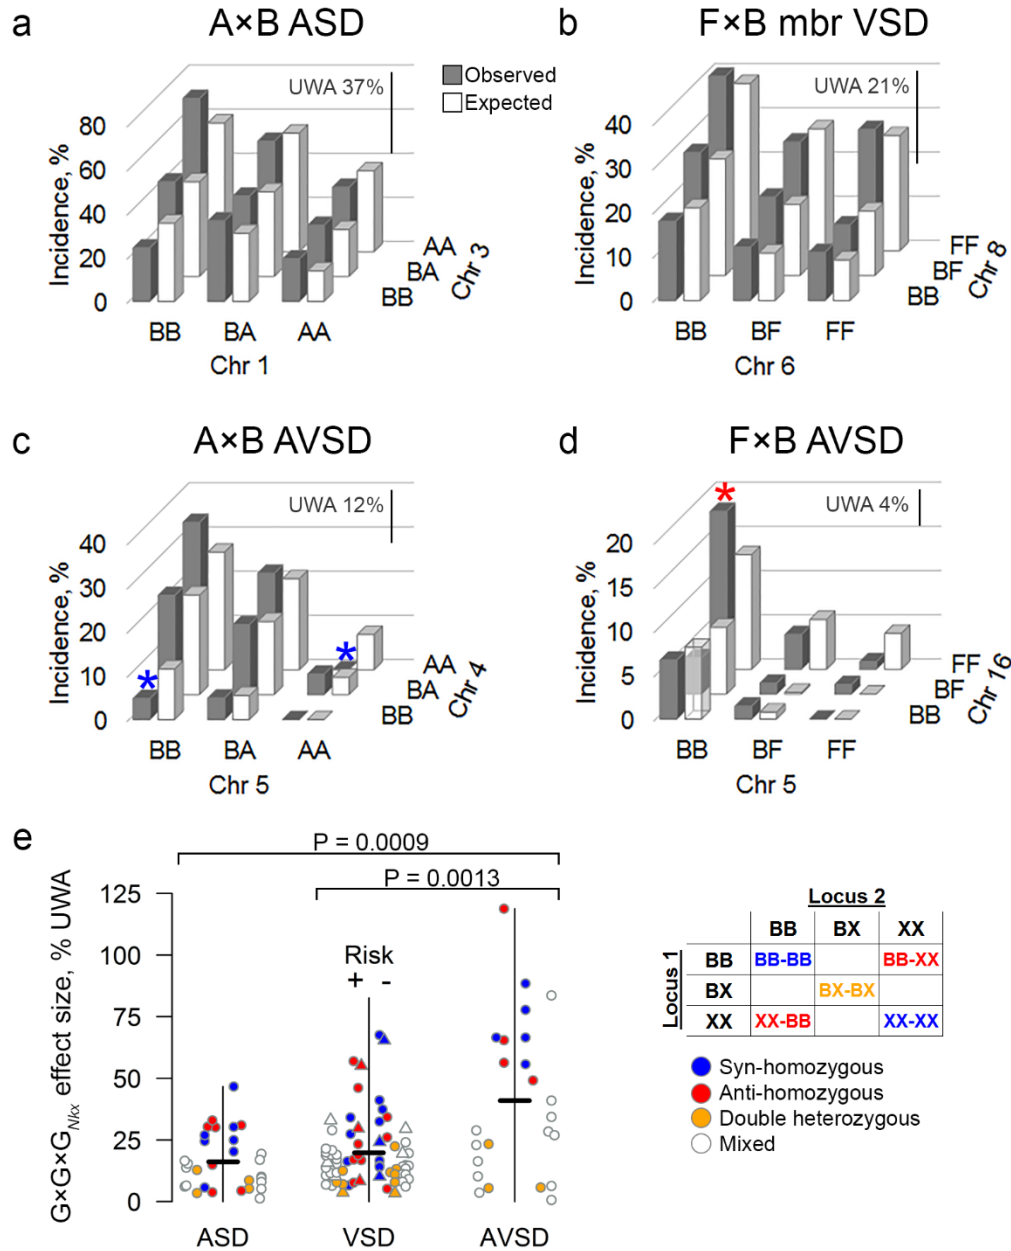 a
A×B ASD
UWA 37%
Observed
Expected
Incidence, %
80
60
40
20
0
AA
BA
BB
Chr 3
BB
BA
AA
Chr 1
b
F×B mbr VSD
UWA 21%
Incidence, %
40
30
20
10
0
FF
BF
BB
Chr 8
BB
BF
FF
Chr 6
c
A×B AVSD
UWA 12%
Incidence, %
40
30
20
10
0
*
*
AA
BA
BB
Chr 4
BB
BA
AA
Chr 5
d
F×B AVSD
UWA 4%
*
Incidence, %
20
15
10
5
0
FF
BF
BB
Chr 16
BB
BF
FF
Chr 5
e
P = 0.0009
P = 0.0013
G×G×G_Nkx effect size, % UWA
125
100
75
50
25
0
Risk
+ -
ASD
VSD
AVSD
Locus 2
BB BX XX
Locus 1
BB BB-BB BB-XX
BX BX-BX
XX XX-BB XX-XX
Syn-homozygous
Anti-homozygous
Double heterozygous
Mixed